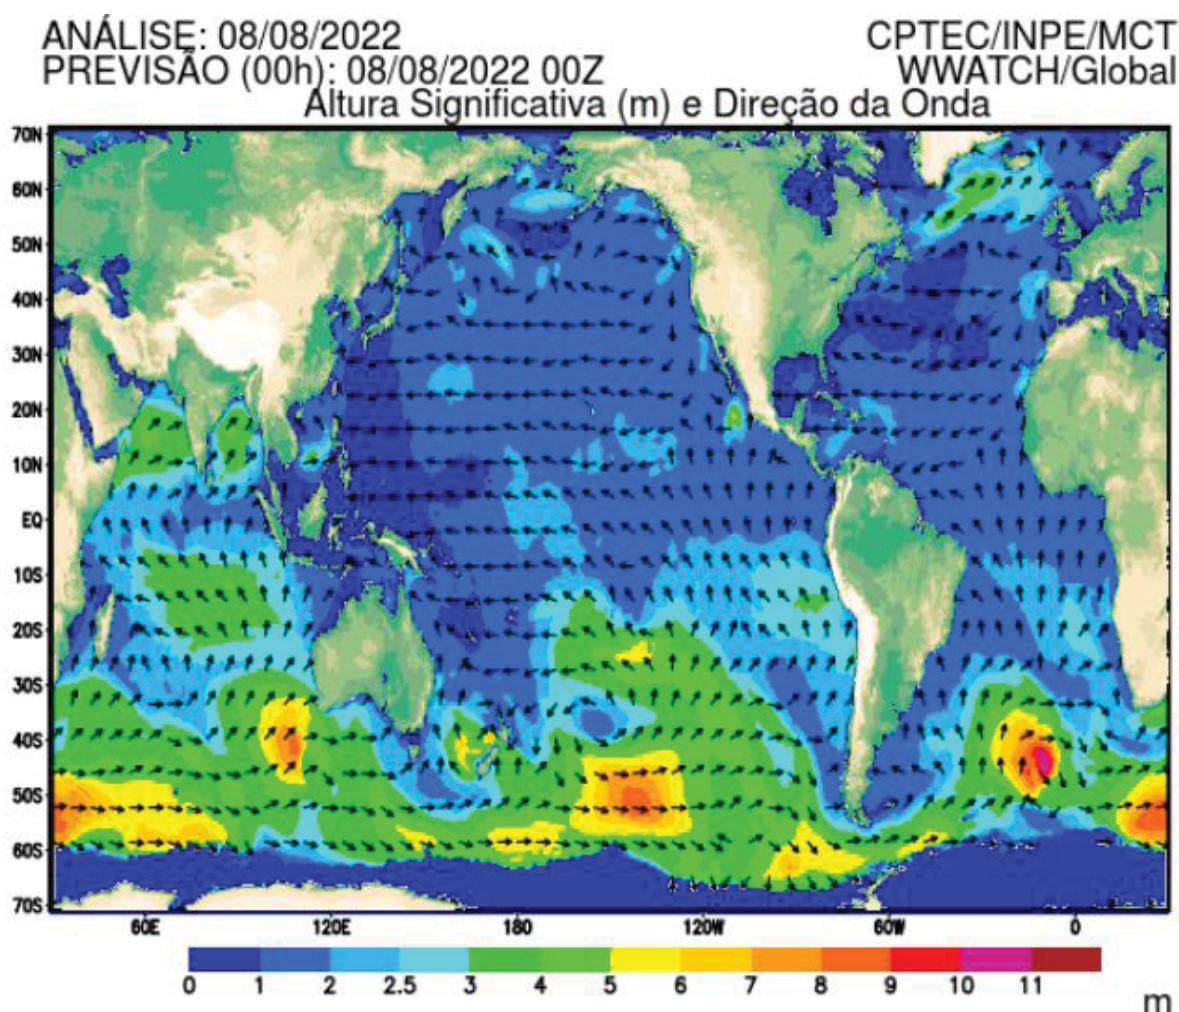 ANÁLISE: 08/08/2022
CPTEC/INPE/MCT
PREVISÃO (00h): 08/08/2022 00Z
WWATCH/Global
Altura Significativa (m) e Direção da Onda
70N
60N
50N
40N
30N
20N
10N
EQ
10S
20S
30S
40S
50S
60S
70S
60E 120E 180 120W 60W 0
0 1 2 2.5 3 4 5 6 7 8 9 10 11
m